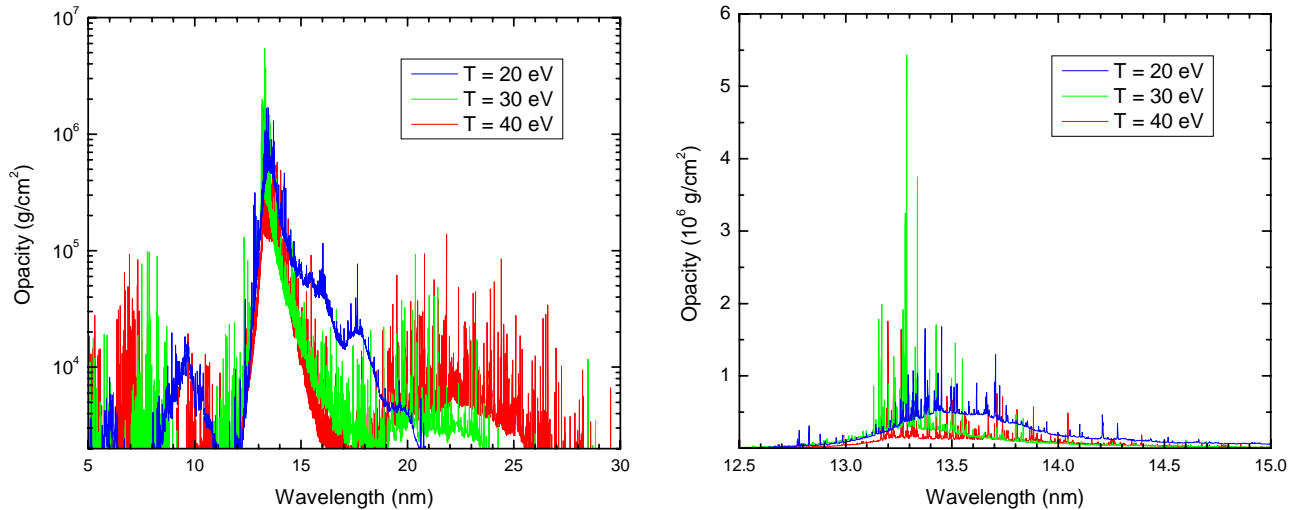 10^7
10^6
10^5
10^4
Opacity (g/cm^2)
T = 20 eV
T = 30 eV
T = 40 eV
5 10 15 20 25 30
Wavelength (nm)
6
5
4
3
2
1
Opacity (10^6 g/cm^2)
T = 20 eV
T = 30 eV
T = 40 eV
12.5 13.0 13.5 14.0 14.5 15.0
Wavelength (nm)